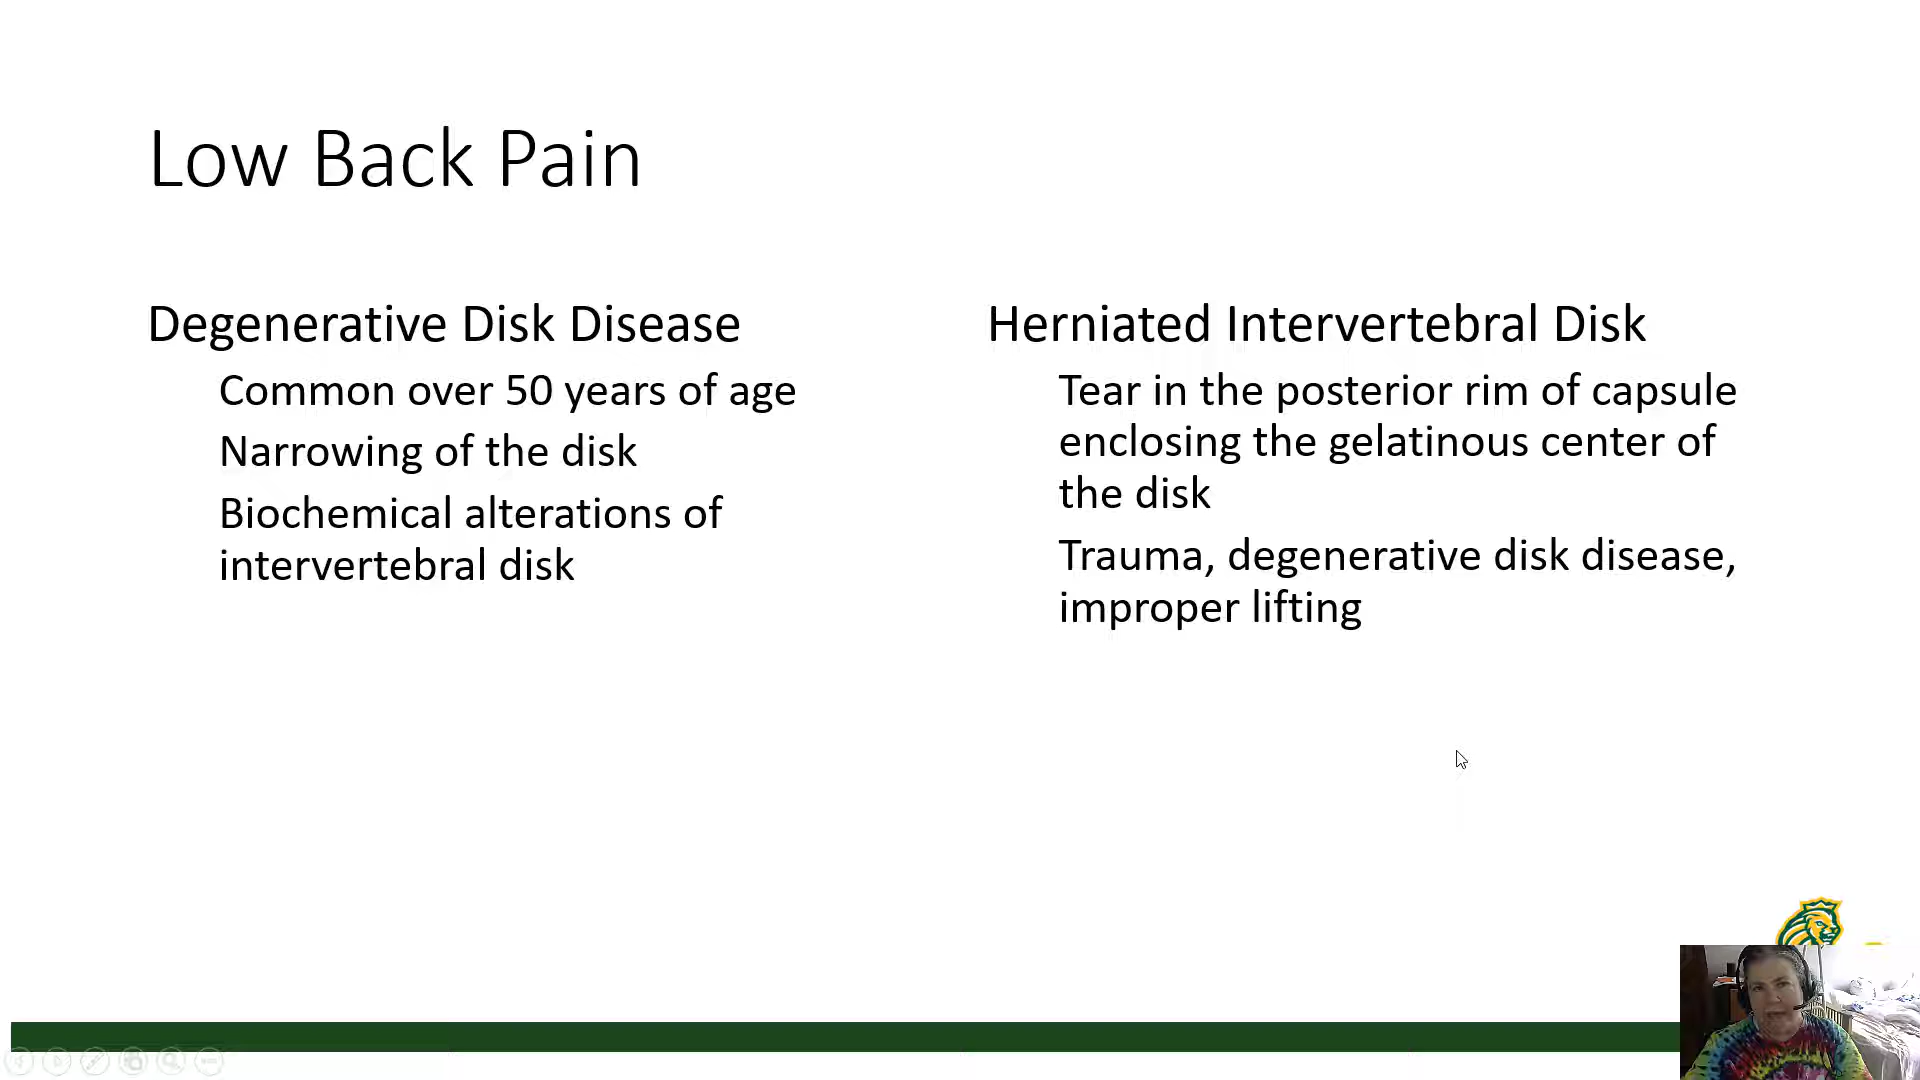 Low Back Pain
Degenerative Disk Disease
Common over 50 years of age
Narrowing of the disk
Biochemical alterations of
intervertebral disk
Herniated Intervertebral Disk
Tear in the posterior rim of capsule
enclosing the gelatinous center of
the disk
Trauma, degenerative disk disease,
improper lifting